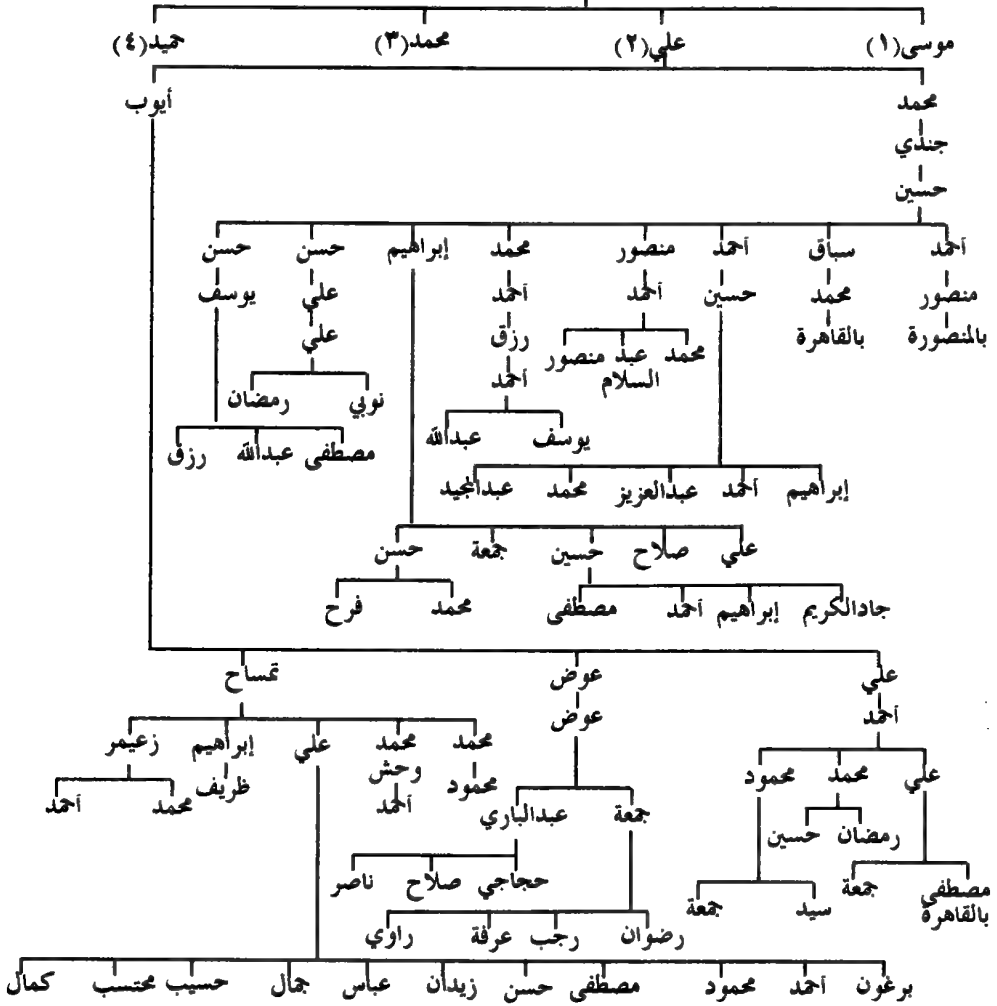 موسى(١) علي(٢) محمد(٣) حميد(٤)
محمد أيوب
جندي
حسين
أحمد سباق أحمد منصور محمد إبراهيم حسن حسن
منصور محمد حسين أحمد أحمد علي يوسف
بالمنصورة بالقاهرة رزق علي
محمد عبد منصور
السلام
أحمد
نوبي رمضان
يوسف عبدالله
مصطفى عبدالله رزق
إبراهيم أحمد عبدالعزيز محمد عبدالمجيد
علي صلاح حسين جمعة حسن
جادالكريم إبراهيم أحمد مصطفى محمد فرح
علي عوض تمساح
أحمد عوض
محمد محمد علي إبراهيم زعيمر
علي محمد محمود
محمود وحش ظريف
أحمد محمد أحمد
جمعة عبدالباري
رمضان حسين
حجاجي صلاح ناصر
مصطفى جمعة
بالقاهرة
سيد جمعة
رضوان رجب عرفة راوي
برغون أحمد محمود مصطفى حسن زيدان عباس جمال حسيب محتسب كمال